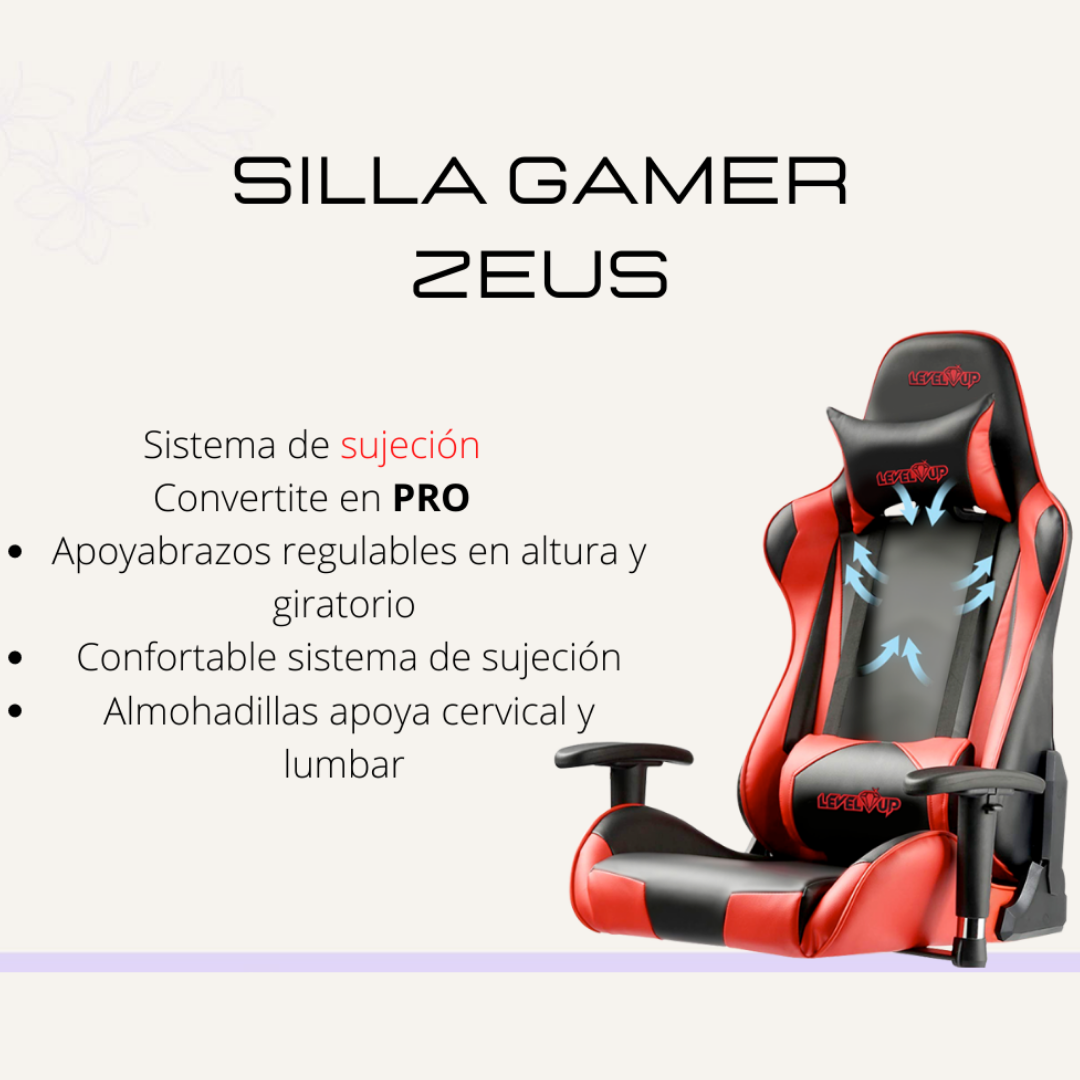 SILLA GAMER
ZEUS
LEVEL UP
LEVEL UP
Sistema de sujeción
Convertite en PRO
• Apoyabrazos regulables en altura y
giratorio
• Confortable sistema de sujeción
• Almohadillas apoya cervical y
lumbar
LEVEL UP